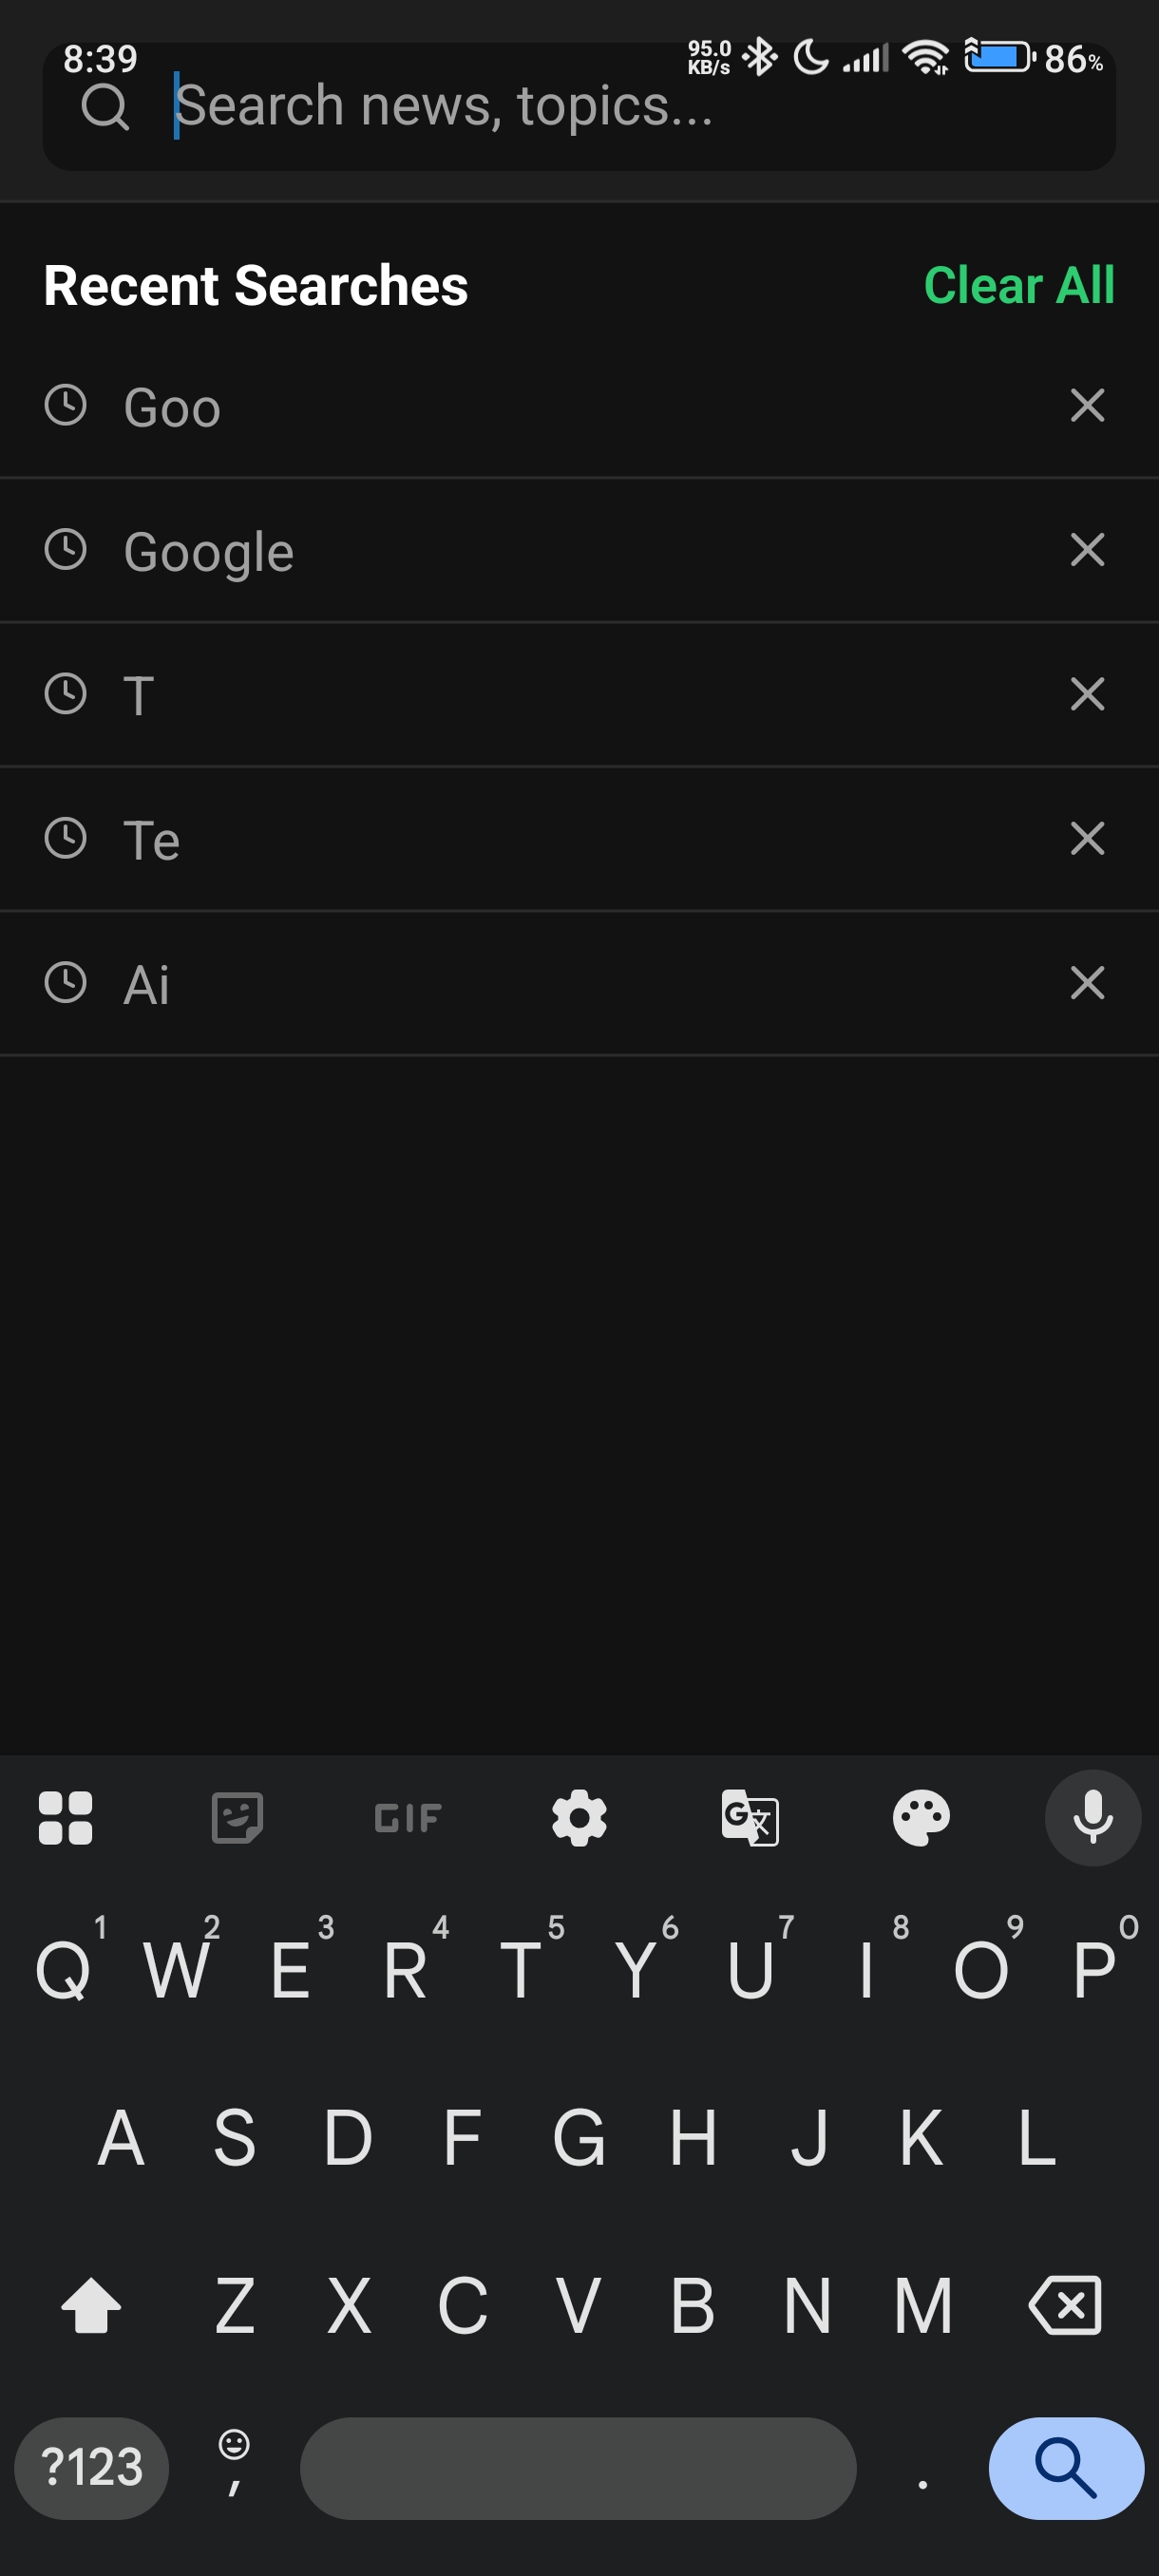 8:39 95.0 KB/s 86%
Search news, topics...
Recent Searches Clear All
Goo
Google
T
Te
Ai
GIF G 文
Q 1 W 2 E 3 R 4 T 5 Y 6 U 7 I 8 O 9 P 0
A S D F G H J K L
Z X C V B N M
?123 , .